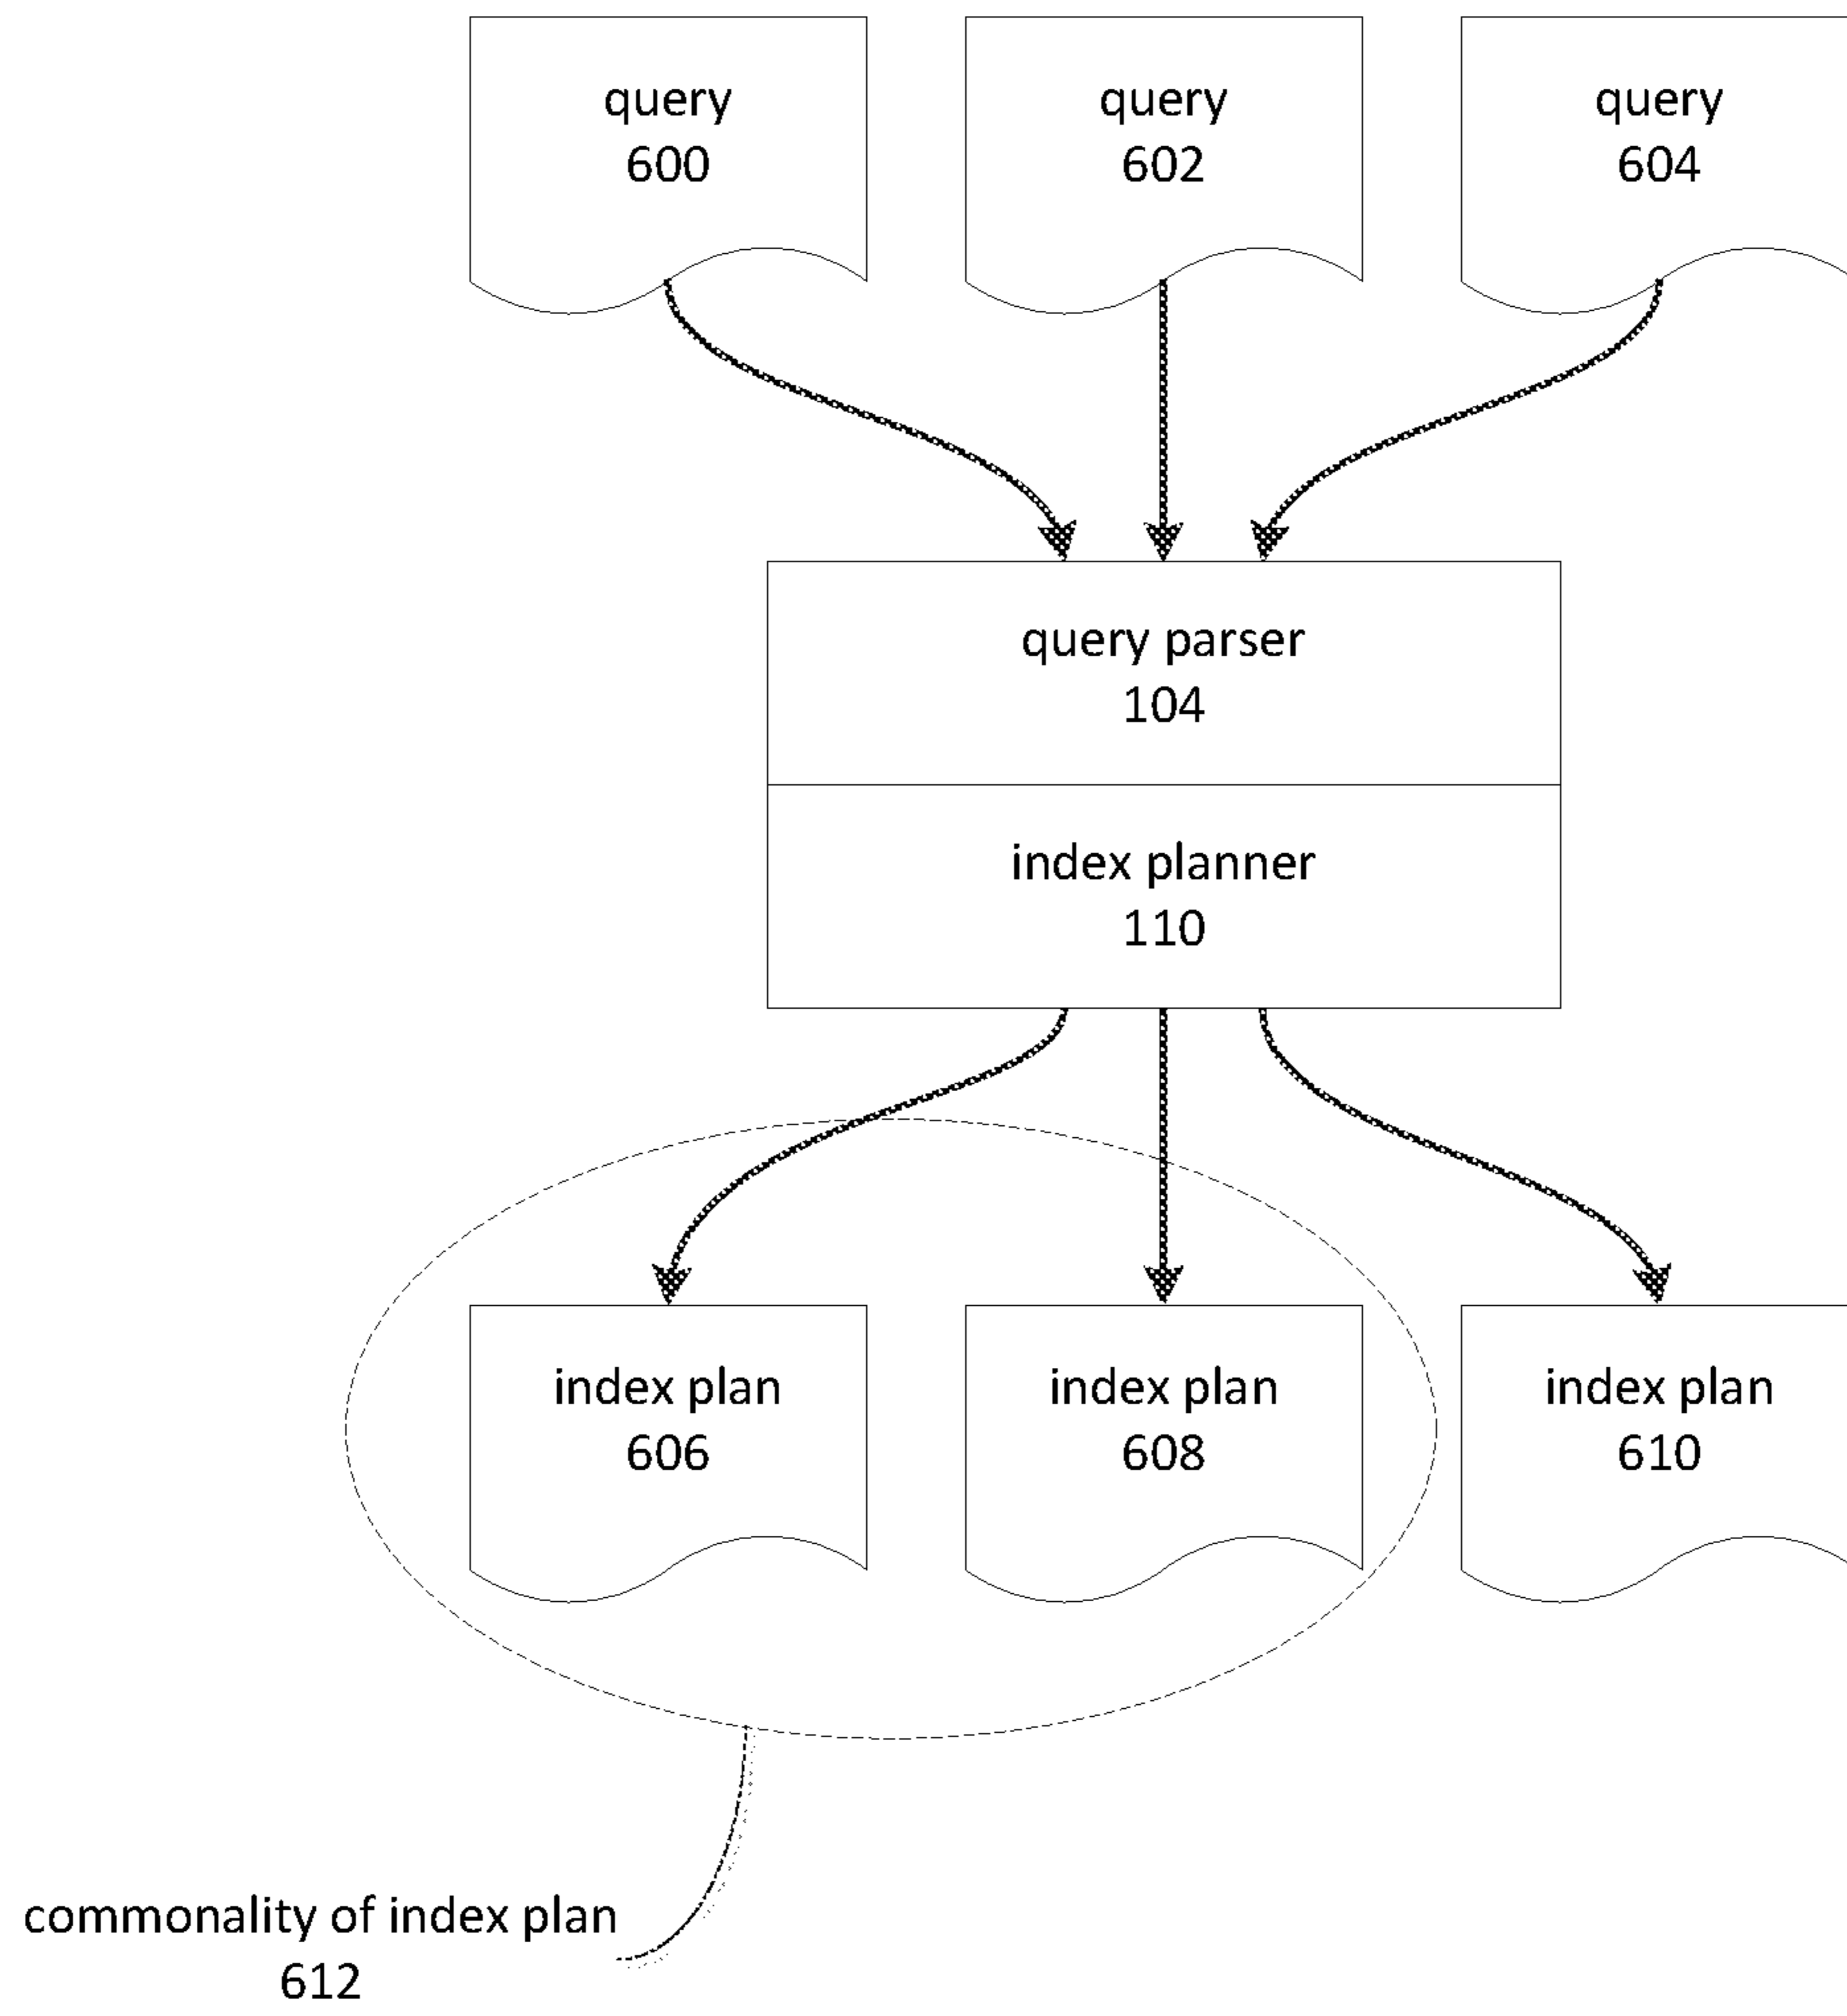 query
600
query
602
query
604
query parser
104
index planner
110
index plan
606
index plan
608
index plan
610
commonality of index plan
612